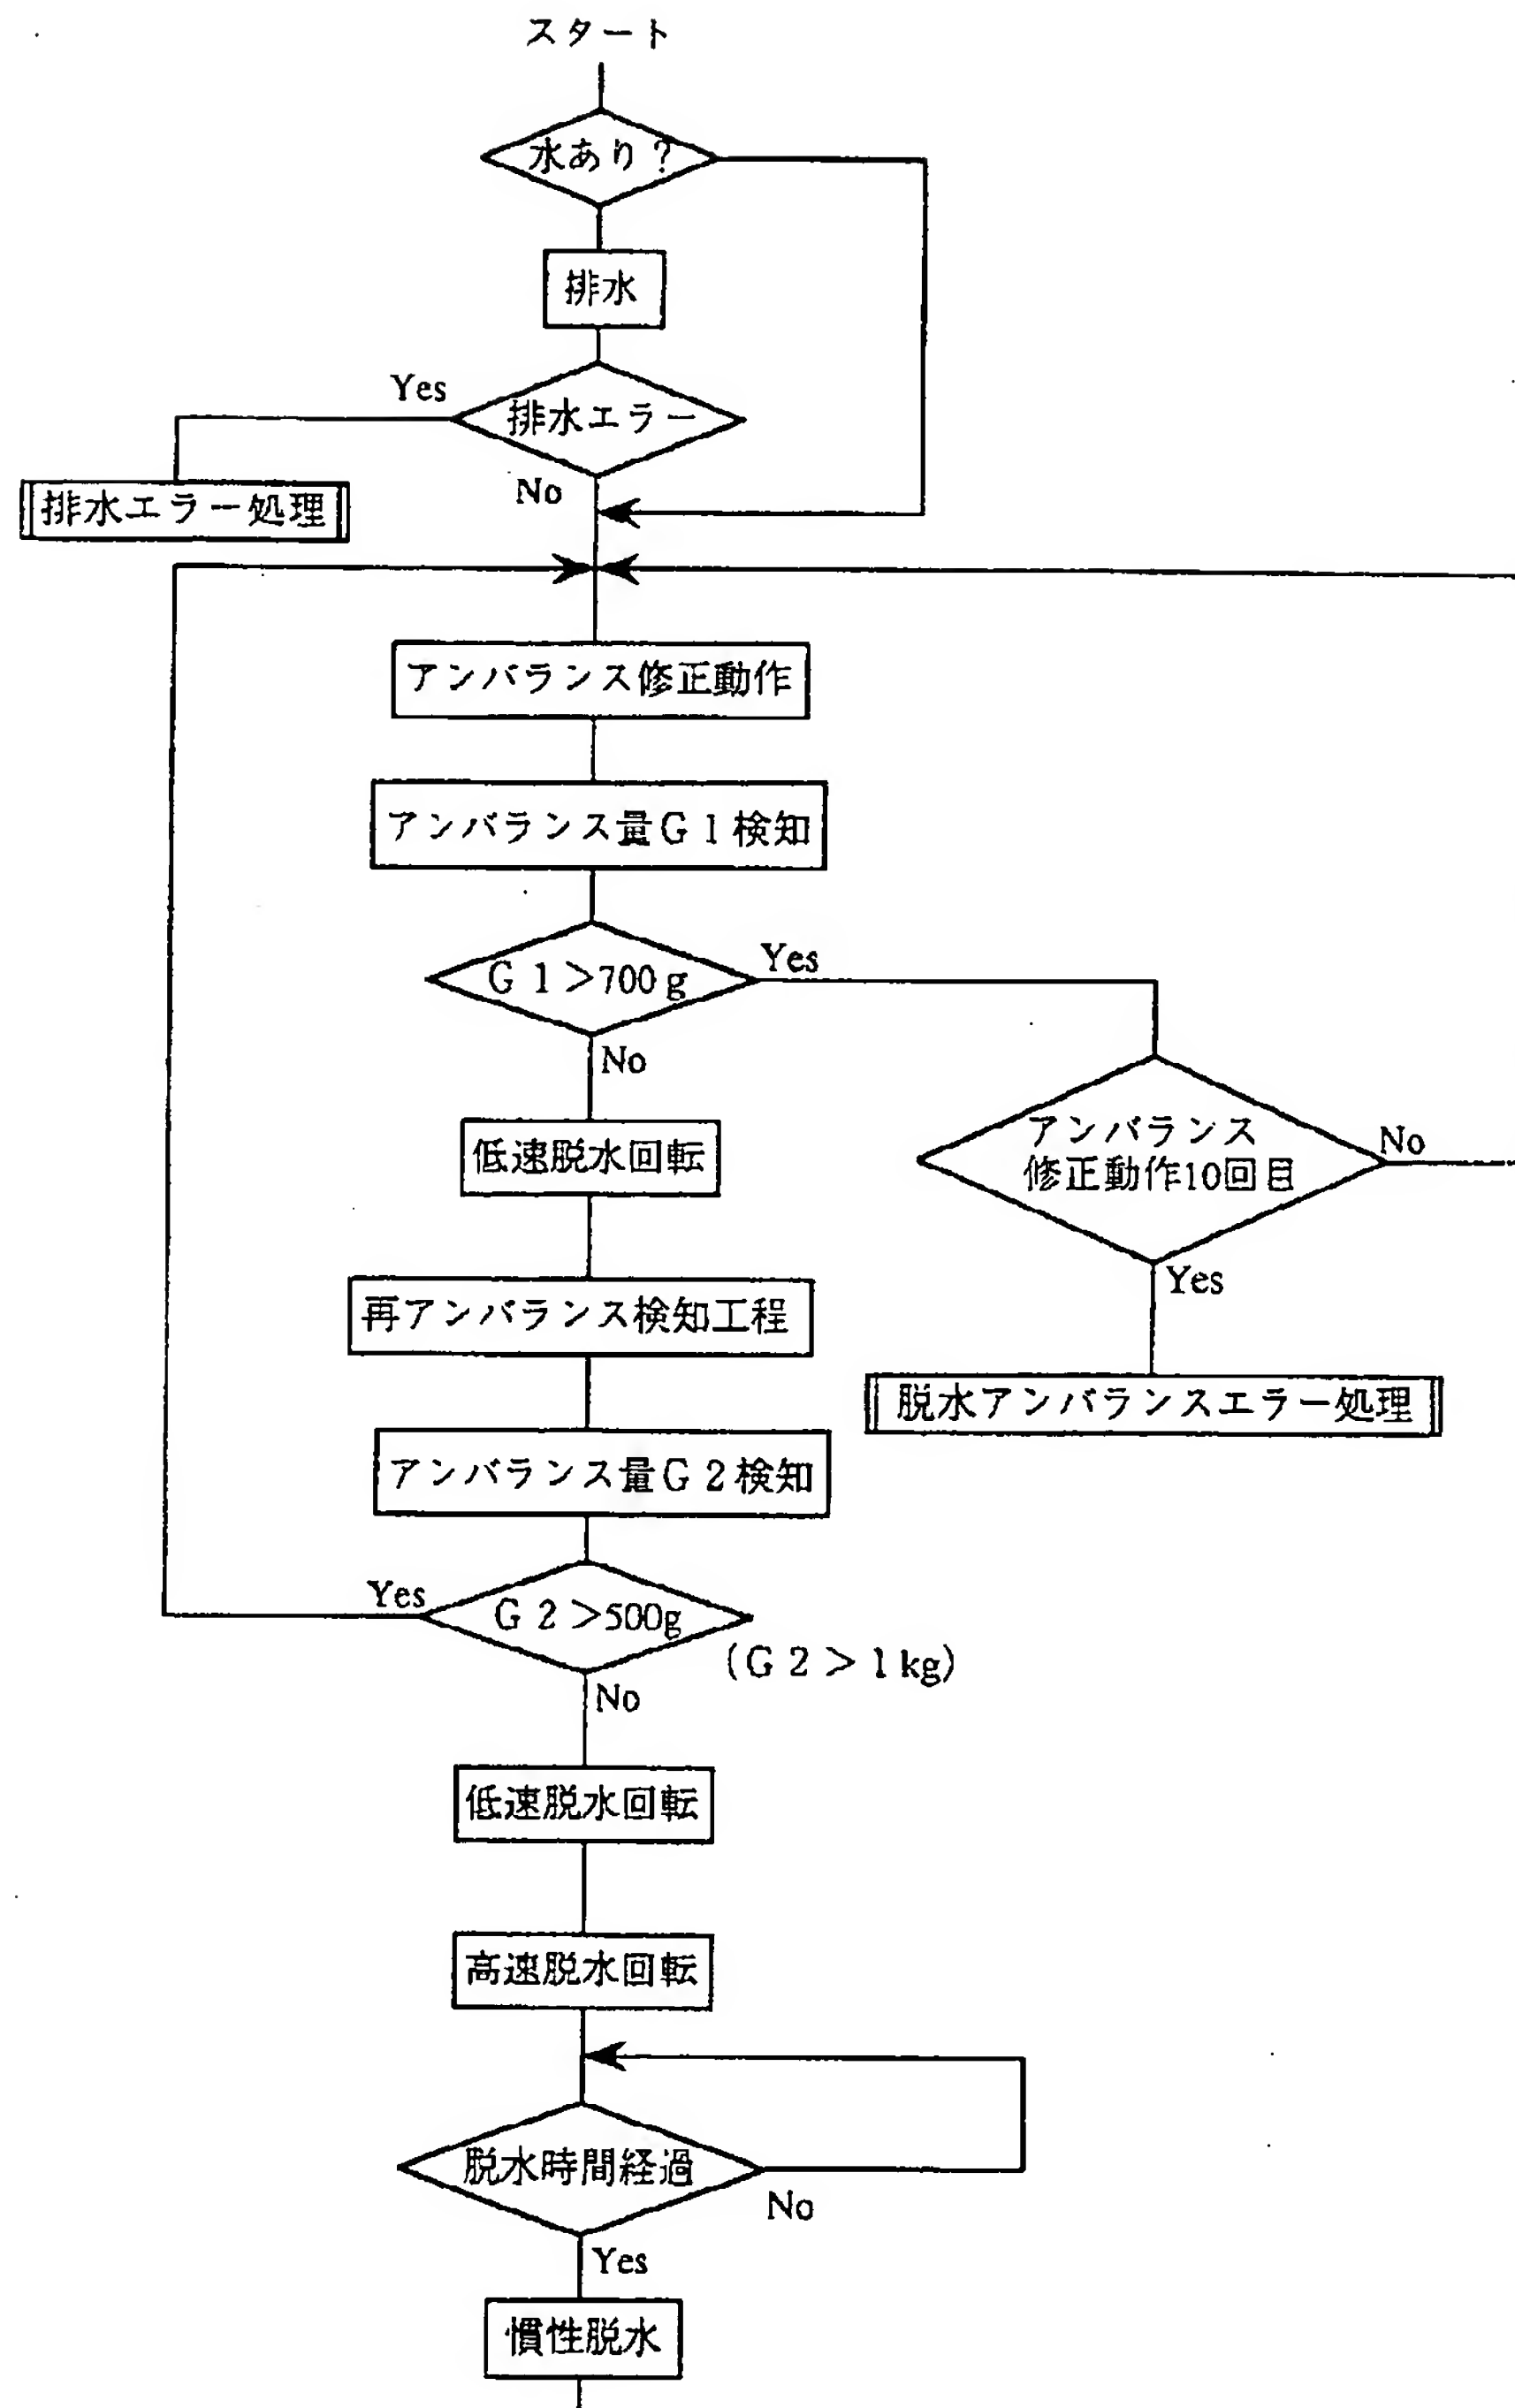 スタート
水あり？
排水
Yes
排水エラー
No
排水エラー処理
アンバランス修正動作
アンバランス量G1検知
G1＞700g
Yes
No
低速脱水回転
アンバランス
修正動作10回目
No
Yes
再アンバランス検知工程
脱水アンバランスエラー処理
アンバランス量G2検知
Yes
G2＞500g
(G2＞1kg)
No
低速脱水回転
高速脱水回転
脱水時間経過
No
Yes
慣性脱水